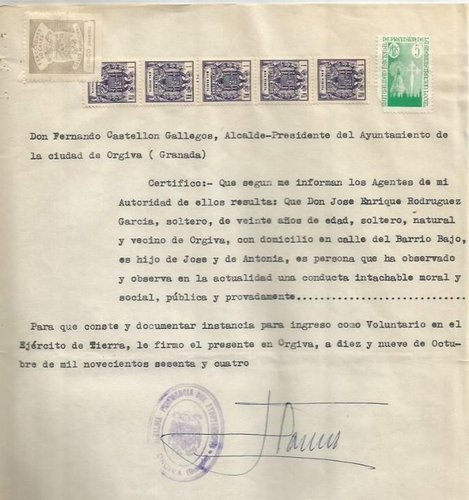 5
Don Fernando Castellon Gallegos, Alcalde-Presidente del Ayuntamiento de
la ciudad de Orgiva ( Granada)
Certifico:- Que segun me informan los Agentes de mi
Autoridad de ellos resulta: Que Don Jose Enrique Rodruguez
Garcia, soltero, de veinte años de edad, soltero, natural
y vecino de Orgiva, con domicilio en calle del Barrio Bajo,
es hijo de Jose y de Antonia, es persona que ha observado
y observa en la actualidad una conducta intachable moral y
social, pública y provadamente......................
Para que conste y documentar instancia para ingreso como Voluntario en el
Ejército de Tierra, le firmo el presente en Orgiva, a diez y nueve de Octu-
bre de mil novecientos sesenta y cuatro